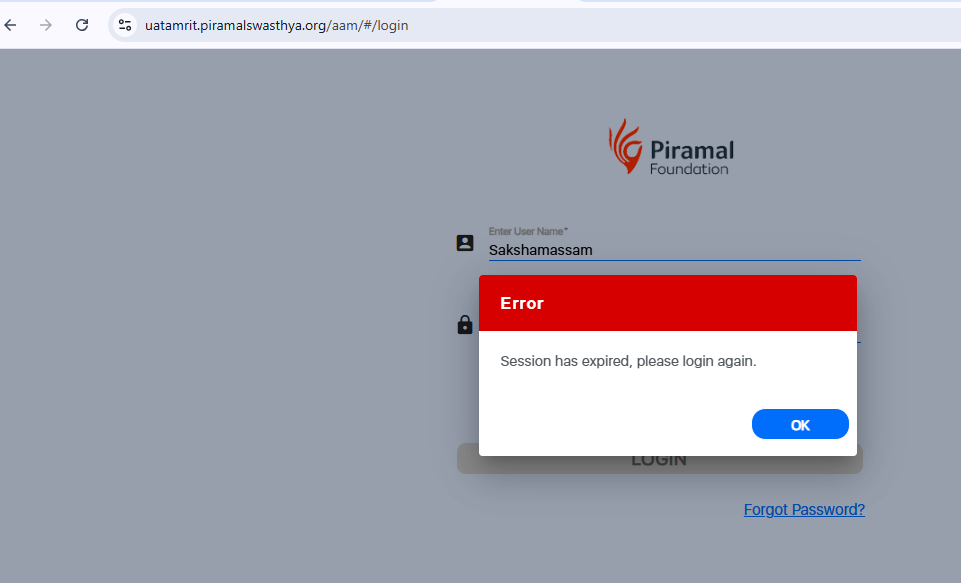 uatamrit.piramalswasthya.org/aam/#/login
Piramal
Foundation
Enter User Name*
Sakshamassam
Error
Session has expired, please login again.
OK
LOGIN
Forgot Password?